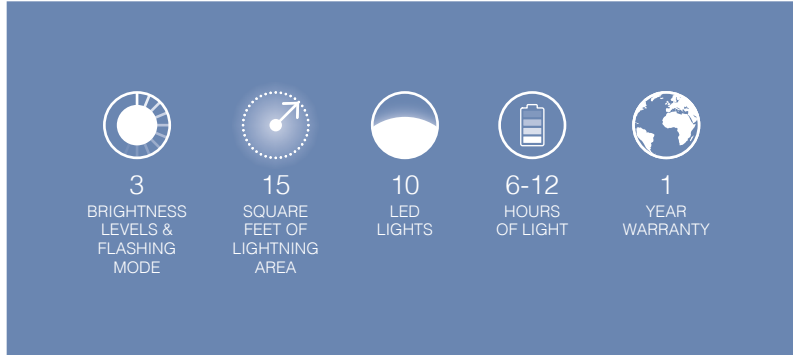 3
BRIGHTNESS
LEVELS &
FLASHING
MODE
15
SQUARE
FEET OF
LIGHTNING
AREA
10
LED
LIGHTS
6-12
HOURS
OF LIGHT
1
YEAR
WARRANTY